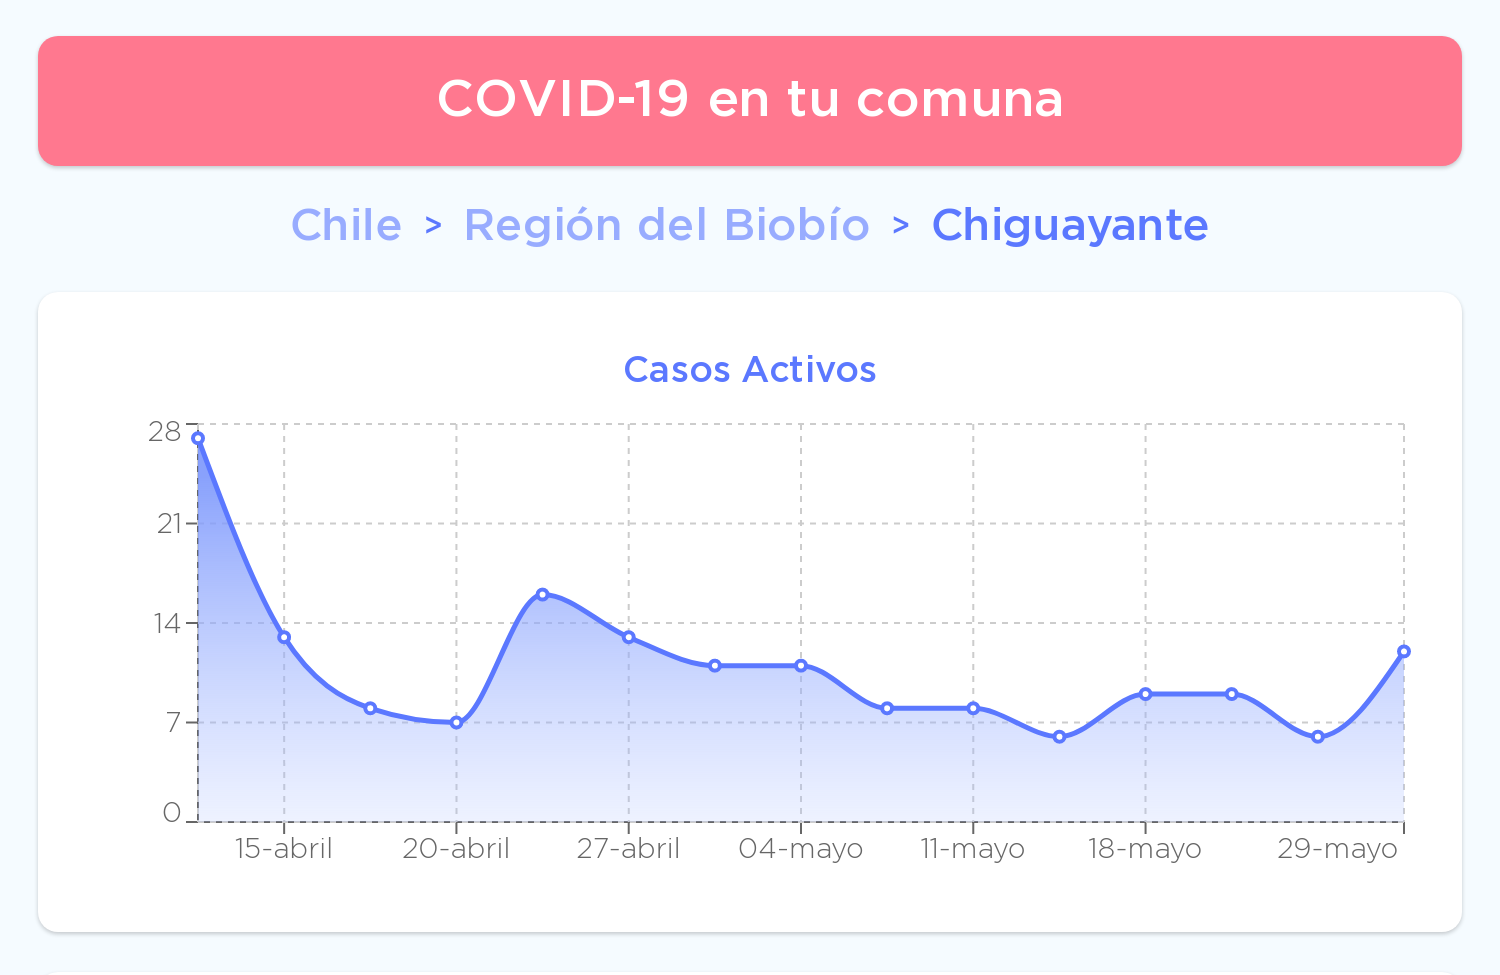 COVID-19 en tu comuna
Chile > Región del Biobío > Chiguayante
Casos Activos
28
21
14
7
0
15-abril 20-abril 27-abril 04-mayo 11-mayo 18-mayo 29-mayo